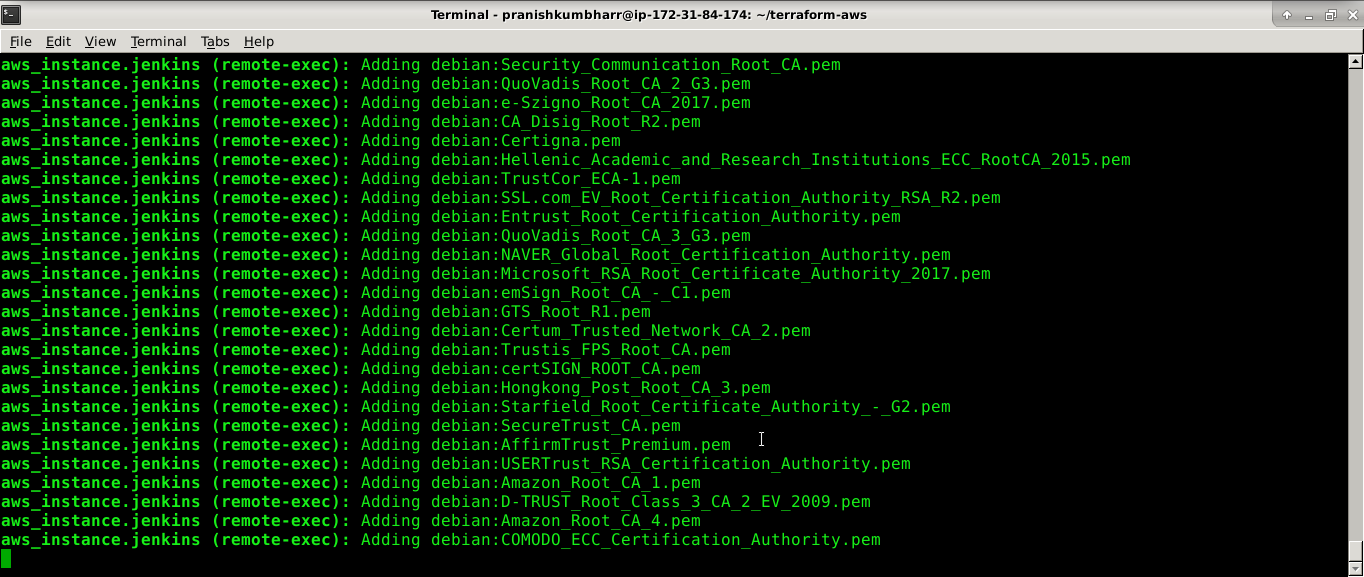 Terminal - pranishkumbharr@ip-172-31-84-174: ~/terraform-aws
File Edit View Terminal Tabs Help
aws_instance.jenkins (remote-exec): Adding debian:Security_Communication_Root_CA.pem
aws_instance.jenkins (remote-exec): Adding debian:QuoVadis_Root_CA_2_G3.pem
aws_instance.jenkins (remote-exec): Adding debian:e-Szigno_Root_CA_2017.pem
aws_instance.jenkins (remote-exec): Adding debian:CA_Disig_Root_R2.pem
aws_instance.jenkins (remote-exec): Adding debian:Certigna.pem
aws_instance.jenkins (remote-exec): Adding debian:Hellenic_Academic_and_Research_Institutions_ECC_RootCA_2015.pem
aws_instance.jenkins (remote-exec): Adding debian:TrustCor_ECA-1.pem
aws_instance.jenkins (remote-exec): Adding debian:SSL.com_EV_Root_Certification_Authority_RSA_R2.pem
aws_instance.jenkins (remote-exec): Adding debian:Entrust_Root_Certification_Authority.pem
aws_instance.jenkins (remote-exec): Adding debian:QuoVadis_Root_CA_3_G3.pem
aws_instance.jenkins (remote-exec): Adding debian:NAVER_Global_Root_Certification_Authority.pem
aws_instance.jenkins (remote-exec): Adding debian:Microsoft_RSA_Root_Certificate_Authority_2017.pem
aws_instance.jenkins (remote-exec): Adding debian:emSign_Root_CA_-_C1.pem
aws_instance.jenkins (remote-exec): Adding debian:GTS_Root_R1.pem
aws_instance.jenkins (remote-exec): Adding debian:Certum_Trusted_Network_CA_2.pem
aws_instance.jenkins (remote-exec): Adding debian:Trustis_FPS_Root_CA.pem
aws_instance.jenkins (remote-exec): Adding debian:certSIGN_ROOT_CA.pem
aws_instance.jenkins (remote-exec): Adding debian:Hongkong_Post_Root_CA_3.pem
aws_instance.jenkins (remote-exec): Adding debian:Starfield_Root_Certificate_Authority_-_G2.pem
aws_instance.jenkins (remote-exec): Adding debian:SecureTrust_CA.pem
aws_instance.jenkins (remote-exec): Adding debian:AffirmTrust_Premium.pem
aws_instance.jenkins (remote-exec): Adding debian:USERTrust_RSA_Certification_Authority.pem
aws_instance.jenkins (remote-exec): Adding debian:Amazon_Root_CA_1.pem
aws_instance.jenkins (remote-exec): Adding debian:D-TRUST_Root_Class_3_CA_2_EV_2009.pem
aws_instance.jenkins (remote-exec): Adding debian:Amazon_Root_CA_4.pem
aws_instance.jenkins (remote-exec): Adding debian:COMODO_ECC_Certification_Authority.pem